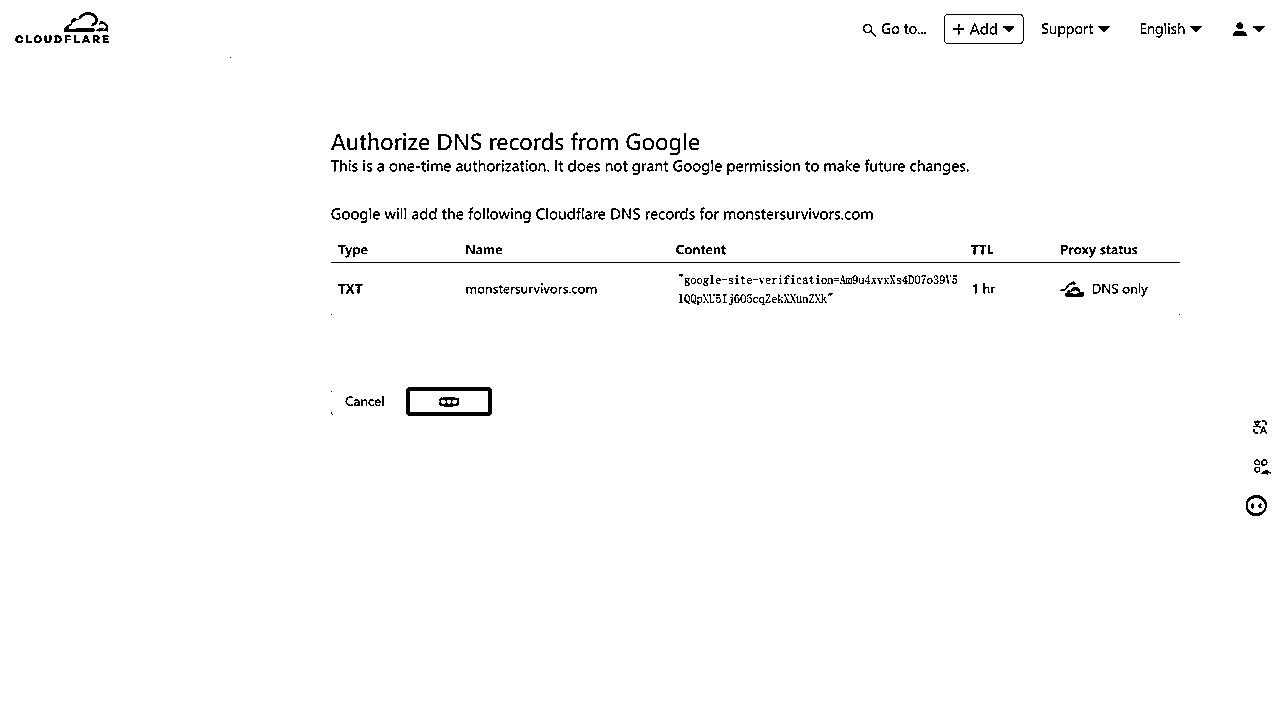 CLOUDFLARE
Go to...
+ Add
Support
English
Authorize DNS records from Google
This is a one-time authorization. It does not grant Google permission to make future changes.
Google will add the following Cloudflare DNS records for monstersurvivors.com
Type Name Content TTL Proxy status
TXT monstersurvivors.com "google-site-verification=Am9u4xvxXs4D07o39V5 1 hr DNS only
lQQpXU5Ij6O5cqZekXXunZXk"
Cancel